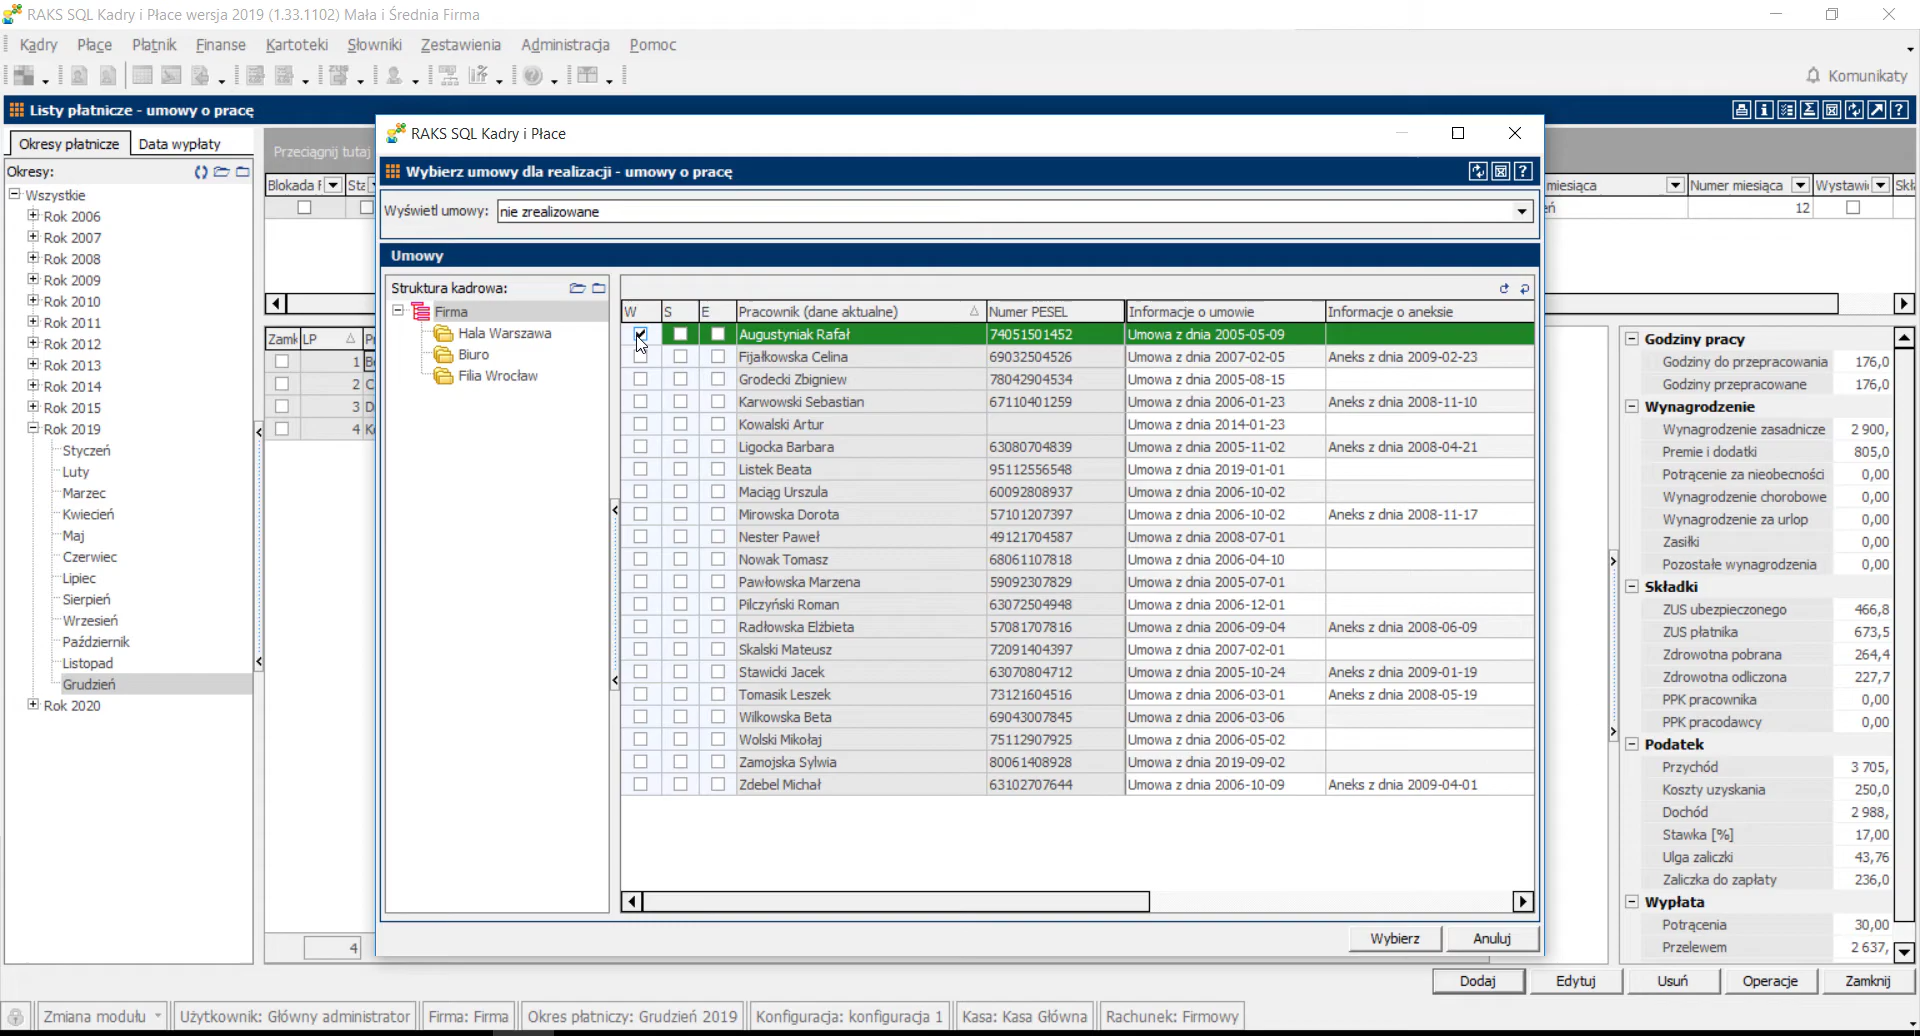 RAKS SQL Kadry i Płace wersja 2019 (1.33.1102) Mała i Średnia Firma
Kadry Płace Płatnik Finanse Kartoteki Słowniki Zestawienia Administracja Pomoc
Komunikaty
Listy płatnicze - umowy o pracę
Okresy płatnicze Data wypłaty
Okresy:
Wszystkie
Rok 2006
Rok 2007
Rok 2008
Rok 2009
Rok 2010
Rok 2011
Rok 2012
Rok 2013
Rok 2014
Rok 2015
Rok 2019
Styczeń
Luty
Marzec
Kwiecień
Maj
Czerwiec
Lipiec
Sierpień
Wrzesień
Październik
Listopad
Grudzień
Rok 2020
Przeciągnij tutaj
Blokada Sta
miesiąca Numer miesiąca Wystawi Skł
eń 12
Zamk LP
1
2
3
4
4
RAKS SQL Kadry i Płace
Wybierz umowy dla realizacji - umowy o pracę
Wyświetl umowy: nie zrealizowane
Umowy
Struktura kadrowa:
Firma
Hala Warszawa
Biuro
Filia Wrocław
W S E Pracownik (dane aktualne) Numer PESEL Informacje o umowie Informacje o aneksie
Augustyniak Rafał 74051501452 Umowa z dnia 2005-05-09
Fijałkowska Celina 69032504526 Umowa z dnia 2007-02-05 Aneks z dnia 2009-02-23
Grodecki Zbigniew 78042904534 Umowa z dnia 2005-08-15
Karwowski Sebastian 67110401259 Umowa z dnia 2006-01-23 Aneks z dnia 2008-11-10
Kowalski Artur Umowa z dnia 2014-01-23
Ligocka Barbara 63080704839 Umowa z dnia 2005-11-02 Aneks z dnia 2008-04-21
Listek Beata 95112556548 Umowa z dnia 2019-01-01
Maciąg Urszula 60092808937 Umowa z dnia 2006-10-02
Mirowska Dorota 57101207397 Umowa z dnia 2006-10-02 Aneks z dnia 2008-11-17
Nester Paweł 49121704587 Umowa z dnia 2008-07-01
Nowak Tomasz 68061107818 Umowa z dnia 2006-04-10
Pawłowska Marzena 59092307829 Umowa z dnia 2005-07-01
Pilczyński Roman 63072504948 Umowa z dnia 2006-12-01
Radłowska Elżbieta 57081707816 Umowa z dnia 2006-09-04 Aneks z dnia 2008-06-09
Skalski Mateusz 72091404397 Umowa z dnia 2007-02-01
Stawicki Jacek 63070804712 Umowa z dnia 2005-10-24 Aneks z dnia 2009-01-19
Tomasik Leszek 73121604516 Umowa z dnia 2006-03-01 Aneks z dnia 2008-05-19
Wilkowska Beta 69043007845 Umowa z dnia 2006-03-06
Wolski Mikołaj 75112907925 Umowa z dnia 2006-05-02
Zamojska Sylwia 80061408928 Umowa z dnia 2019-09-02
Zdebel Michał 63102707644 Umowa z dnia 2006-10-09 Aneks z dnia 2009-04-01
Wybierz Anuluj
Godziny pracy
Godziny do przepracowania 176,0
Godziny przepracowane 176,0
Wynagrodzenie
Wynagrodzenie zasadnicze 2 900,
Premie i dodatki 805,0
Potrącenie za nieobecności 0,00
Wynagrodzenie chorobowe 0,00
Wynagrodzenie za urlop 0,00
Zasiłki 0,00
Pozostałe wynagrodzenia 0,00
Składki
ZUS ubezpieczonego 466,8
ZUS płatnika 673,5
Zdrowotna pobrana 264,4
Zdrowotna odliczona 227,7
PPK pracownika 0,00
PPK pracodawcy 0,00
Podatek
Przychód 3 705,
Koszty uzyskania 250,0
Dochód 2 988,
Stawka [%] 17,00
Ulga zaliczki 43,76
Zaliczka do zapłaty 236,0
Wypłata
Potrącenia 30,00
Przelewem 2 637,
Dodaj Edytuj Usuń Operacje Zamknij
Zmiana modułu Użytkownik: Główny administrator Firma: Firma Okres płatniczy: Grudzień 2019 Konfiguracja: konfiguracja 1 Kasa: Kasa Główna Rachunek: Firmowy